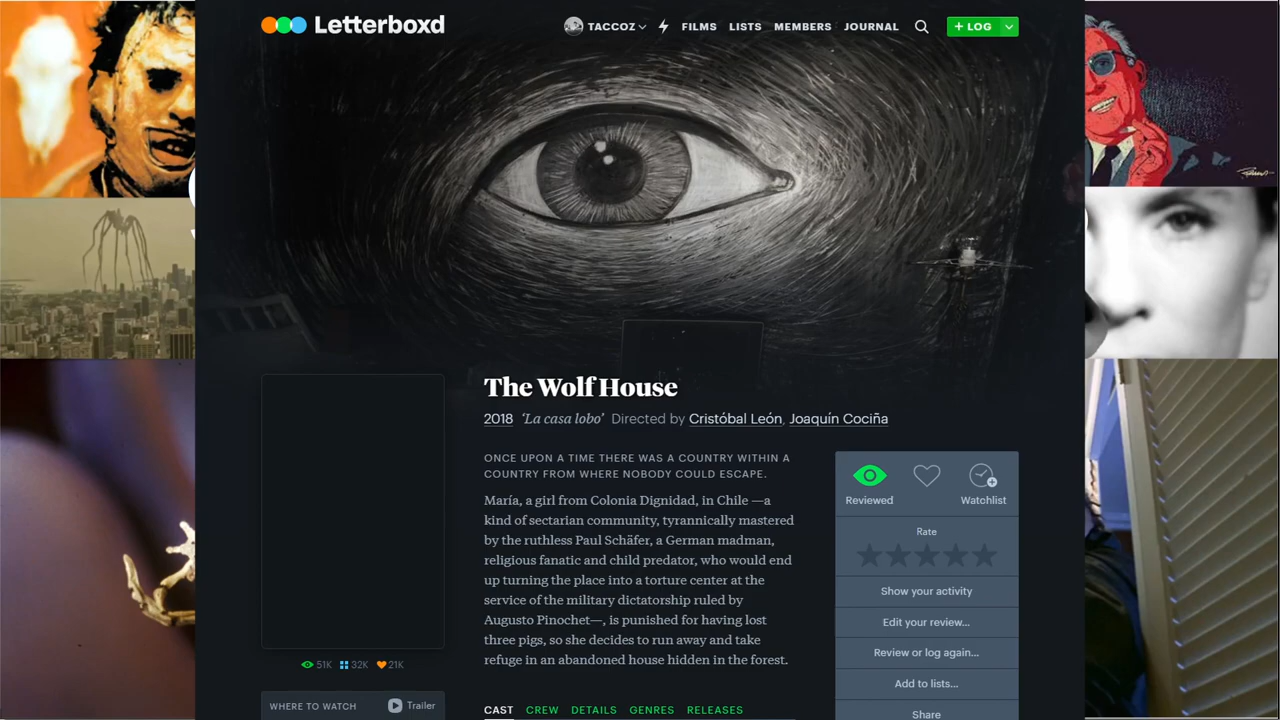 Letterboxd
TACCOZ FILMS LISTS MEMBERS JOURNAL + LOG
The Wolf House
2018 ‘La casa lobo’ Directed by Cristóbal León, Joaquín Cociña
ONCE UPON A TIME THERE WAS A COUNTRY WITHIN A
COUNTRY FROM WHERE NOBODY COULD ESCAPE.
María, a girl from Colonia Dignidad, in Chile —a
kind of sectarian community, tyrannically mastered
by the ruthless Paul Schäfer, a German madman,
religious fanatic and child predator, who would end
up turning the place into a torture center at the
service of the military dictatorship ruled by
Augusto Pinochet—, is punished for having lost
three pigs, so she decides to run away and take
refuge in an abandoned house hidden in the forest.
Reviewed
Watchlist
Rate
Show your activity
Edit your review...
Review or log again...
Add to lists...
Share
51K 32K 21K
WHERE TO WATCH Trailer
CAST CREW DETAILS GENRES RELEASES